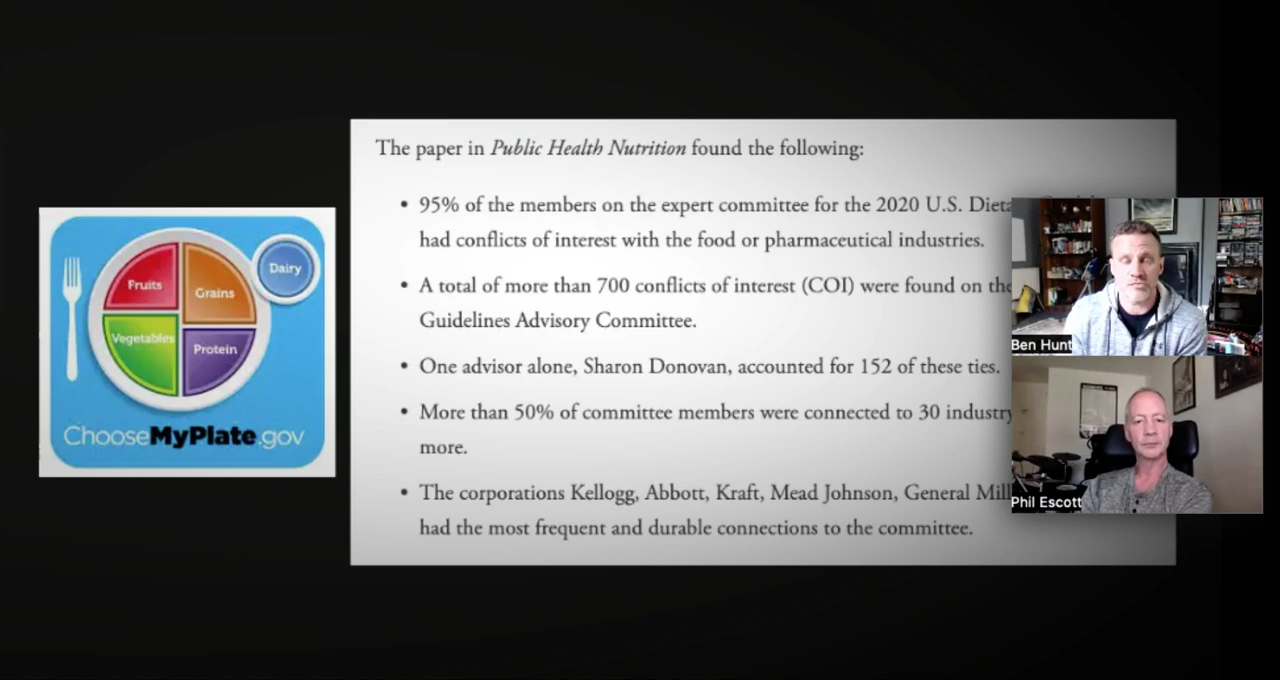 The paper in Public Health Nutrition found the following:
• 95% of the members on the expert committee for the 2020 U.S.
had conflicts of interest with the food or pharmaceutical industries.
• A total of more than 700 conflicts of interest (COI) were found on the
Guidelines Advisory Committee.
• One advisor alone, Sharon Donovan, accounted for 152 of these ties.
• More than 50% of committee members were connected to 30 industry
more.
• The corporations Kellogg, Abbott, Kraft, Mead Johnson, General
had the most frequent and durable connections to the committee.
Fruits
Grains
Dairy
Vegetables
Protein
ChooseMyPlate.gov
Ben Hunt
Phil Escott